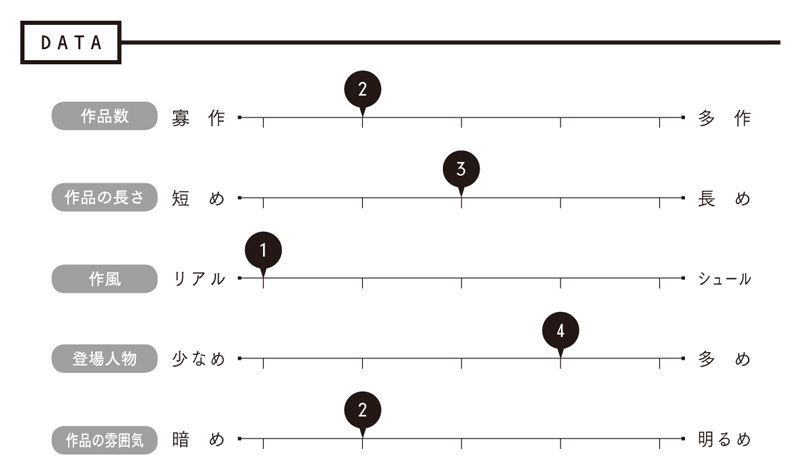 DATA
2
作品数 寡作 多作
3
作品の長さ 短め 長め
1
作風 リアル シュール
4
登場人物 少なめ 多め
2
作品の雰囲気 暗め 明るめ